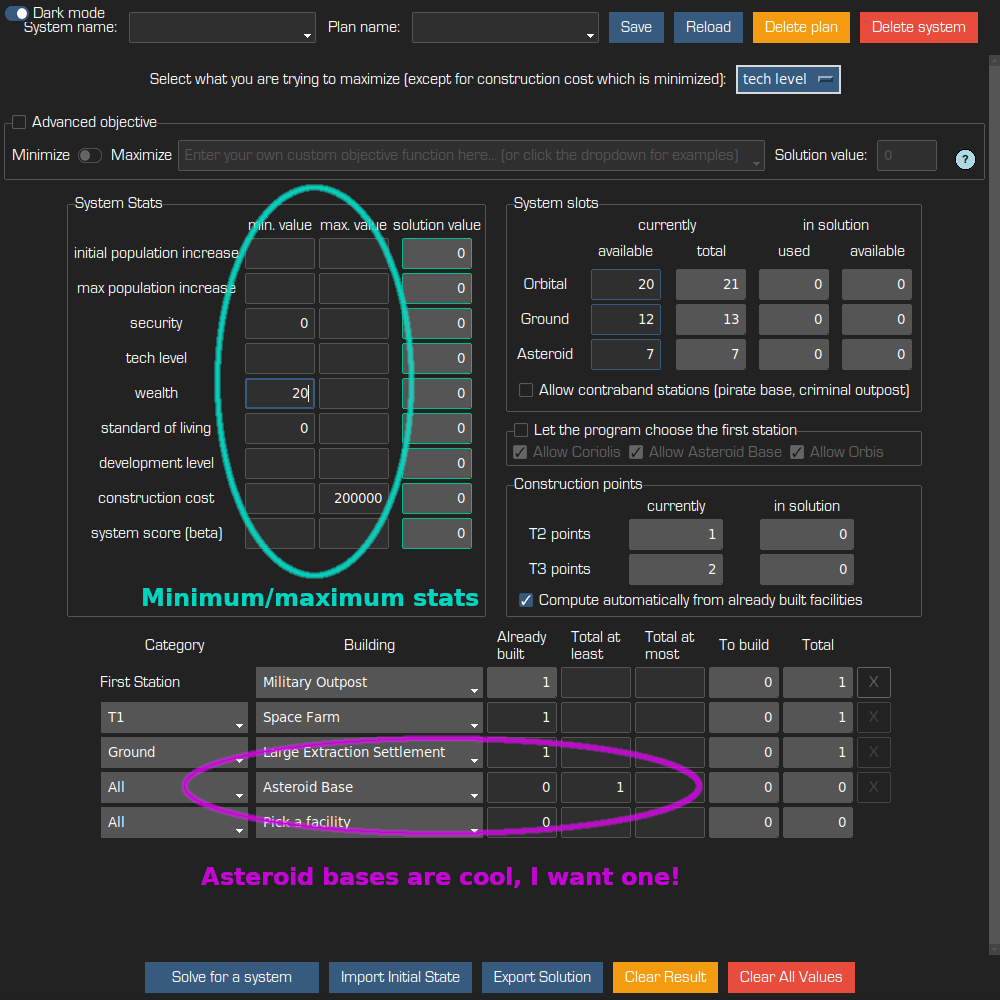 Dark mode
System name: Plan name: Save Reload Delete plan Delete system
Select what you are trying to maximize (except for construction cost which is minimized): tech level
Advanced objective
Minimize Maximize Enter your own custom objective function here... (or click the dropdown for examples) Solution value: 0 ?
System Stats
min. value max. value solution value
initial population increase 0
max population increase 0
security 0 0
tech level 0
wealth 20 0
standard of living 0 0
development level 0
construction cost 200000 0
system score (beta) 0
Minimum/maximum stats
System slots
currently in solution
available total used available
Orbital 20 21 0 0
Ground 12 13 0 0
Asteroid 7 7 0 0
Allow contraband stations (pirate base, criminal outpost)
Let the program choose the first station
Allow Coriolis Allow Asteroid Base Allow Orbis
Construction points
currently in solution
T2 points 1 0
T3 points 2 0
Compute automatically from already built facilities
Category Building Already built Total at least Total at most To build Total
First Station Military Outpost 1 0 1 X
T1 Space Farm 1 0 1 X
Ground Large Extraction Settlement 1 0 1 X
All Asteroid Base 0 1 0 0 X
All Pick a facility 0 0 0
Asteroid bases are cool, I want one!
Solve for a system Import Initial State Export Solution Clear Result Clear All Values